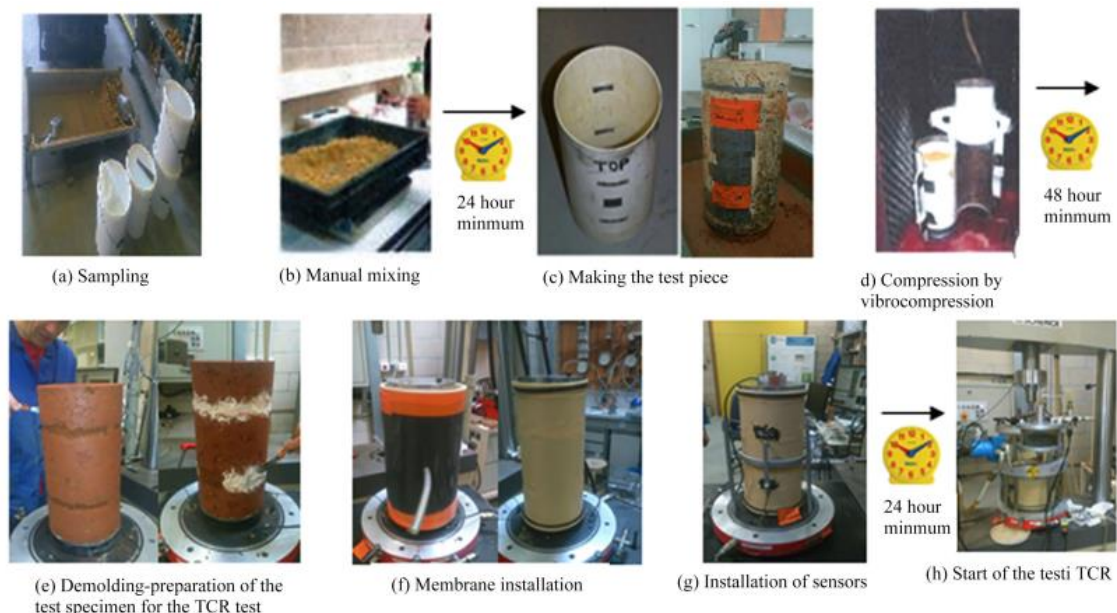 24 hour
minmum
TOP
48 hour
minmum
(a) Sampling
(b) Manual mixing
(c) Making the test piece
d) Compression by
vibrocompression
24 hour
minmum
(e) Demolding-preparation of the
test specimen for the TCR test
(f) Membrane installation
(g) Installation of sensors
(h) Start of the testi TCR